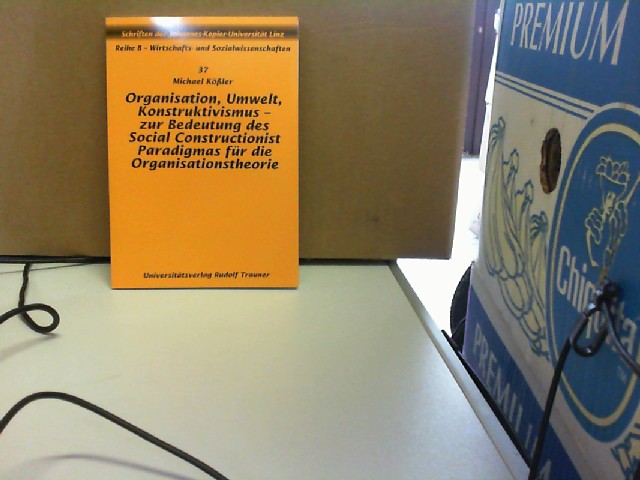 Schriften der Johannes-Kepler-Universität Linz
Reihe B – Wirtschafts- und Sozialwissenschaften
37
Michael Kößler
Organisation, Umwelt,
Konstruktivismus –
zur Bedeutung des
Social Constructionist
Paradigmas für die
Organisationstheorie
Universitätsverlag Rudolf Trauner
PREMIUM
PREMIUM